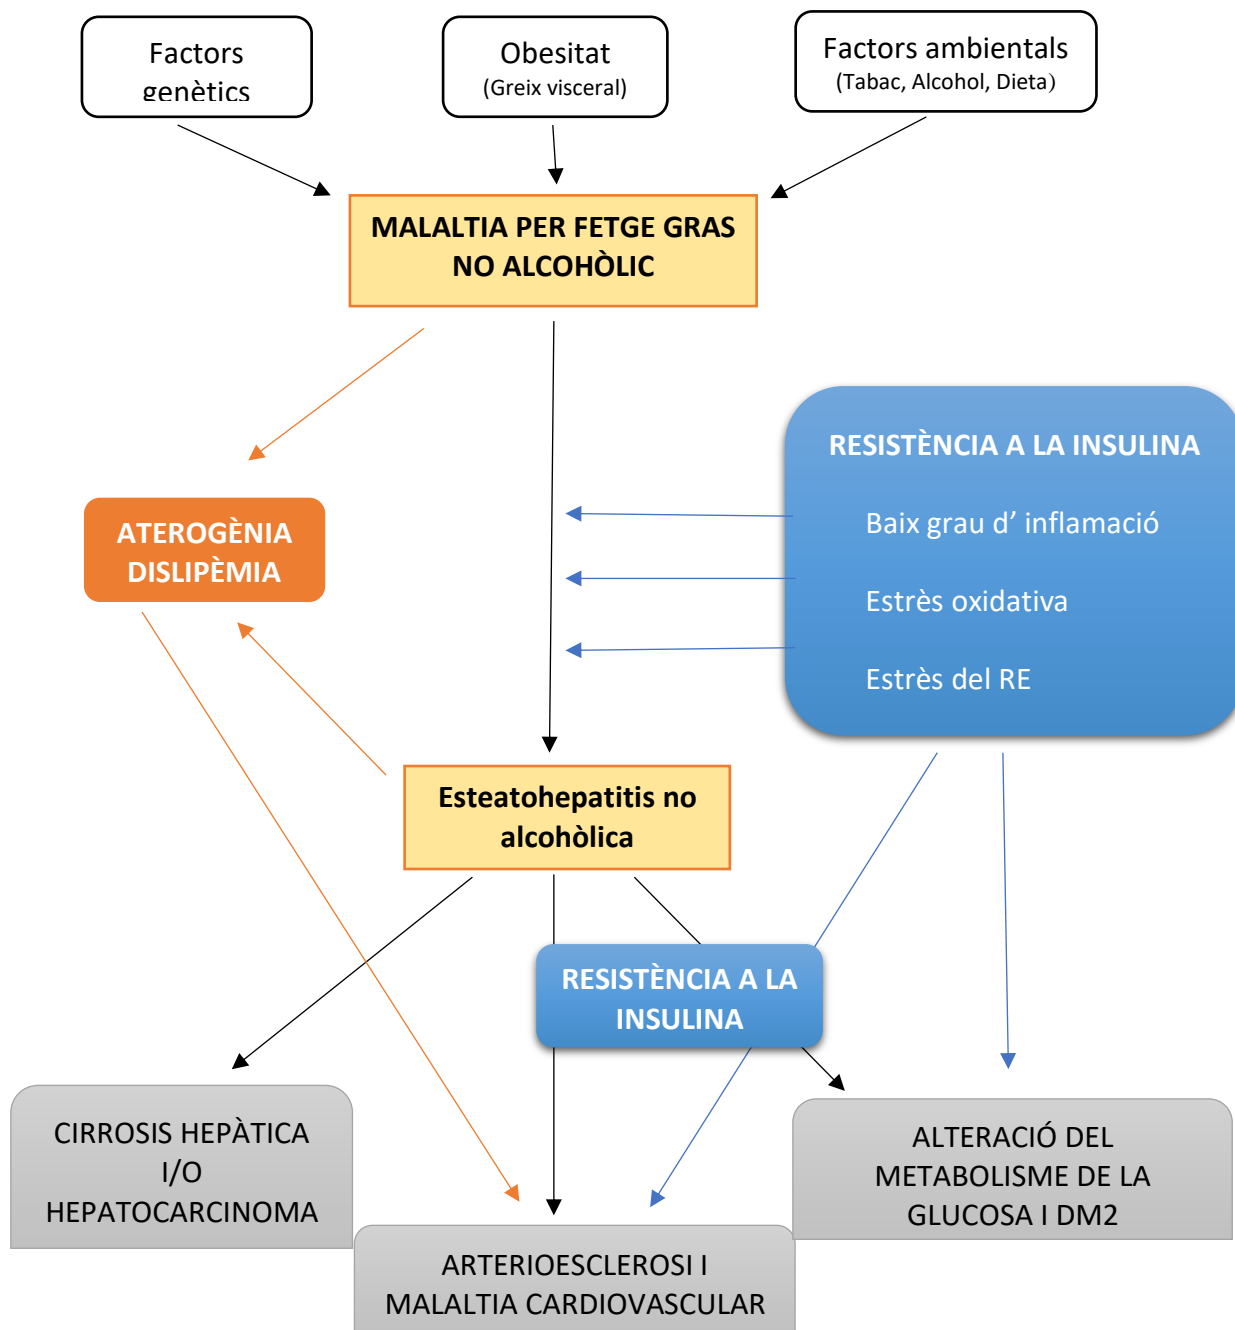 Factors
genètics
Obesitat
(Greix visceral)
Factors ambientals
(Tabac, Alcohol, Dieta)
MALALTIA PER FETGE GRAS
NO ALCOHÒLIC
RESISTÈNCIA A LA INSULINA
Baix grau d’ inflamació
Estrès oxidativa
Estrès del RE
ATEROGÈNIA
DISLIPÈMIA
Esteatohepatitis no
alcohòlica
RESISTÈNCIA A LA
INSULINA
CIRROSIS HEPÀTICA
I/O
HEPATOCARCINOMA
ARTERIOESCLEROSI I
MALALTIA CARDIOVASCULAR
ALTERACIÓ DEL
METABOLISME DE LA
GLUCOSA I DM2